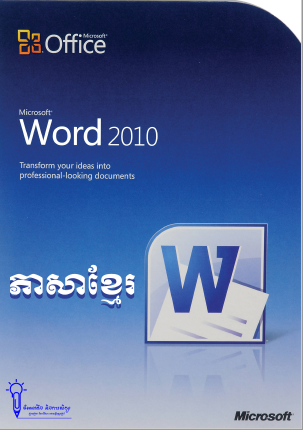 Microsoft®
Office
Microsoft®
Word 2010
Transform your ideas into
professional-looking documents
W
ភាសាខ្មែរ
Microsoft